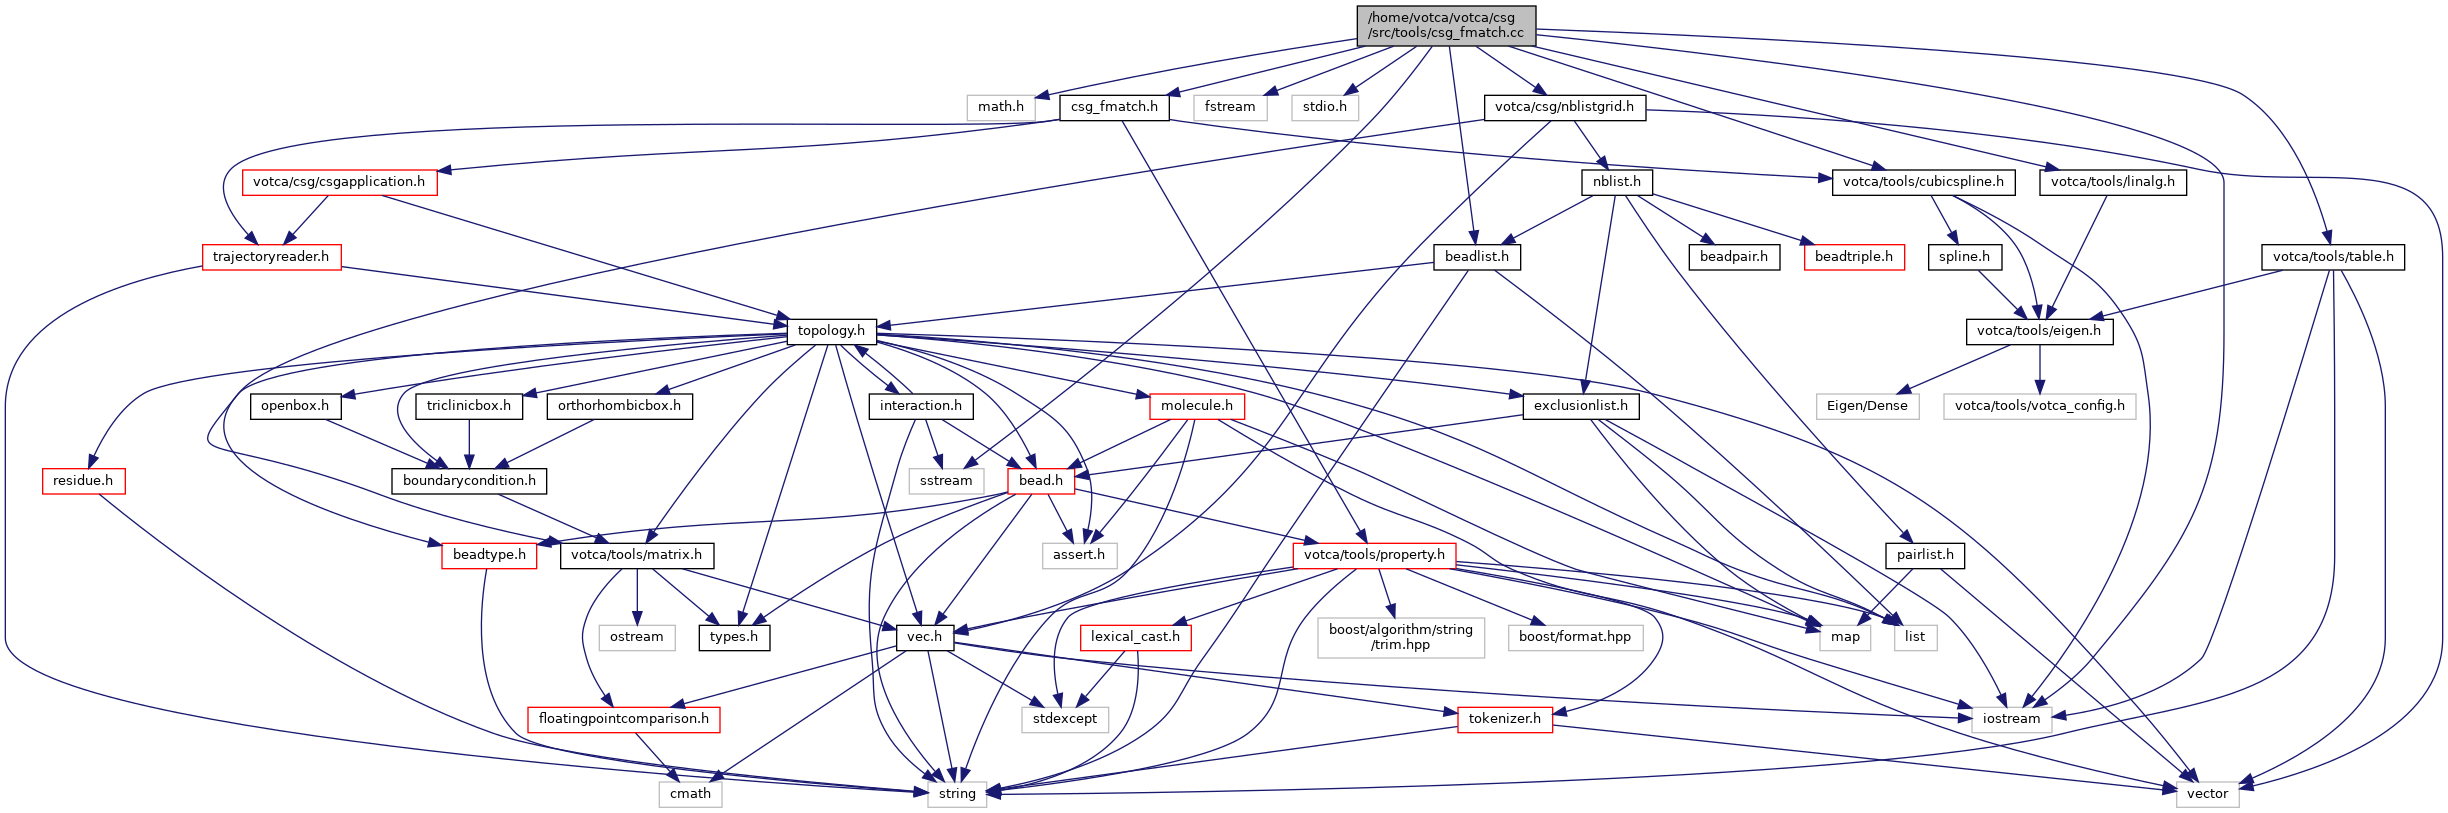 /home/votca/votca/csg
/src/tools/csg_fmatch.cc
math.h
csg_fmatch.h
fstream
stdio.h
votca/csg/nblistgrid.h
votca/csg/csgapplication.h
nblist.h
votca/tools/cubicspline.h
votca/tools/linalg.h
trajectoryreader.h
beadlist.h
beadpair.h
beadtriple.h
spline.h
votca/tools/table.h
topology.h
votca/tools/eigen.h
openbox.h
triclinicbox.h
orthorhombicbox.h
interaction.h
molecule.h
exclusionlist.h
Eigen/Dense
votca/tools/votca_config.h
residue.h
boundarycondition.h
sstream
bead.h
beadtype.h
votca/tools/matrix.h
assert.h
votca/tools/property.h
pairlist.h
ostream
types.h
vec.h
lexical_cast.h
boost/algorithm/string
/trim.hpp
boost/format.hpp
map
list
floatingpointcomparison.h
stdexcept
tokenizer.h
iostream
cmath
string
vector